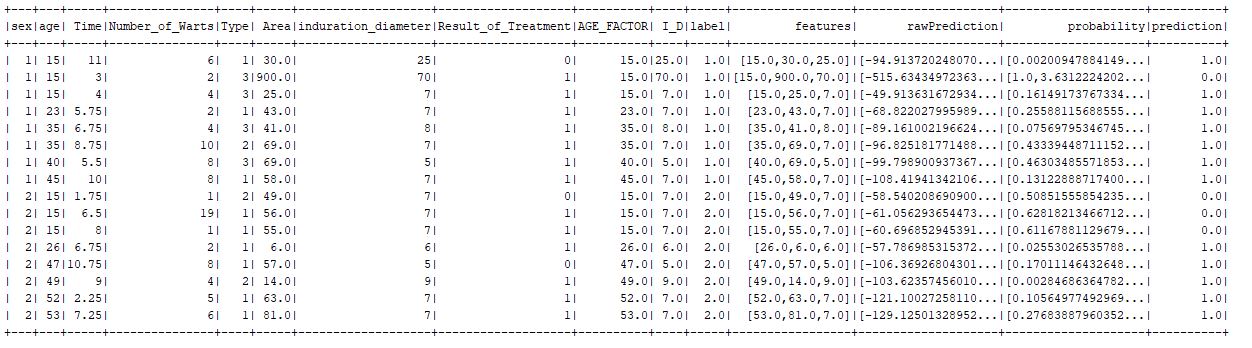 +---+---+-----+---------------+----+-----+-------------------+-------------------+----------+----+-----+----------------+--------------------+--------------------+----------+
|sex|age| Time|Number_of_Warts|Type| Area|induration_diameter|Result_of_Treatment|AGE_FACTOR| I_D|label|        features|       rawPrediction|         probability|prediction|
+---+---+-----+---------------+----+-----+-------------------+-------------------+----------+----+-----+----------------+--------------------+--------------------+----------+
|  1| 15|   11|              6|   1| 30.0|                 25|                  0|      15.0|25.0|  1.0|[15.0,30.0,25.0]|[-94.913720248070...|[0.00200947884149...|       1.0|
|  1| 15|    3|              2|   3|900.0|                 70|                  1|      15.0|70.0|  1.0|[15.0,900.0,70.0]|[-515.63434972363...|[1.0,3.6312224202...|       0.0|
|  1| 15|    4|              4|   3| 25.0|                  7|                  1|      15.0| 7.0|  1.0| [15.0,25.0,7.0]|[-49.913631672934...|[0.16149173767334...|       1.0|
|  1| 23| 5.75|              2|   1| 43.0|                  7|                  1|      23.0| 7.0|  1.0| [23.0,43.0,7.0]|[-68.822027995989...|[0.25588115688555...|       1.0|
|  1| 35| 6.75|              4|   3| 41.0|                  8|                  1|      35.0| 8.0|  1.0| [35.0,41.0,8.0]|[-89.161002196624...|[0.07569795346745...|       1.0|
|  1| 35| 8.75|             10|   2| 69.0|                  7|                  1|      35.0| 7.0|  1.0| [35.0,69.0,7.0]|[-96.825181771488...|[0.43339448711152...|       1.0|
|  1| 40|  5.5|              8|   3| 69.0|                  5|                  1|      40.0| 5.0|  1.0| [40.0,69.0,5.0]|[-99.798900937367...|[0.46303485571853...|       1.0|
|  1| 45|   10|              8|   1| 58.0|                  7|                  1|      45.0| 7.0|  1.0| [45.0,58.0,7.0]|[-108.41941342106...|[0.13122888717400...|       1.0|
|  2| 15| 1.75|              1|   2| 49.0|                  7|                  0|      15.0| 7.0|  2.0| [15.0,49.0,7.0]|[-58.540208690900...|[0.50851555854235...|       0.0|
|  2| 15|  6.5|             19|   1| 56.0|                  7|                  1|      15.0| 7.0|  2.0| [15.0,56.0,7.0]|[-61.056293654473...|[0.62818213466712...|       0.0|
|  2| 15|    8|              1|   1| 55.0|                  7|                  1|      15.0| 7.0|  2.0| [15.0,55.0,7.0]|[-60.696852945391...|[0.61167881129679...|       0.0|
|  2| 26| 6.75|              2|   1|  6.0|                  6|                  1|      26.0| 6.0|  2.0|  [26.0,6.0,6.0]|[-57.786985315372...|[0.02553026535788...|       1.0|
|  2| 47|10.75|              8|   1| 57.0|                  5|                  0|      47.0| 5.0|  2.0| [47.0,57.0,5.0]|[-106.36926804301...|[0.17011146432648...|       1.0|
|  2| 49|    9|              4|   2| 14.0|                  9|                  1|      49.0| 9.0|  2.0| [49.0,14.0,9.0]|[-103.62357456010...|[0.00284686364782...|       1.0|
|  2| 52| 2.25|              5|   1| 63.0|                  7|                  1|      52.0| 7.0|  2.0| [52.0,63.0,7.0]|[-121.10027258110...|[0.10564977492969...|       1.0|
|  2| 53| 7.25|              6|   1| 81.0|                  7|                  1|      53.0| 7.0|  2.0| [53.0,81.0,7.0]|[-129.12501328952...|[0.27683887960352...|       1.0|
+---+---+-----+---------------+----+-----+-------------------+-------------------+----------+----+-----+----------------+--------------------+--------------------+----------+